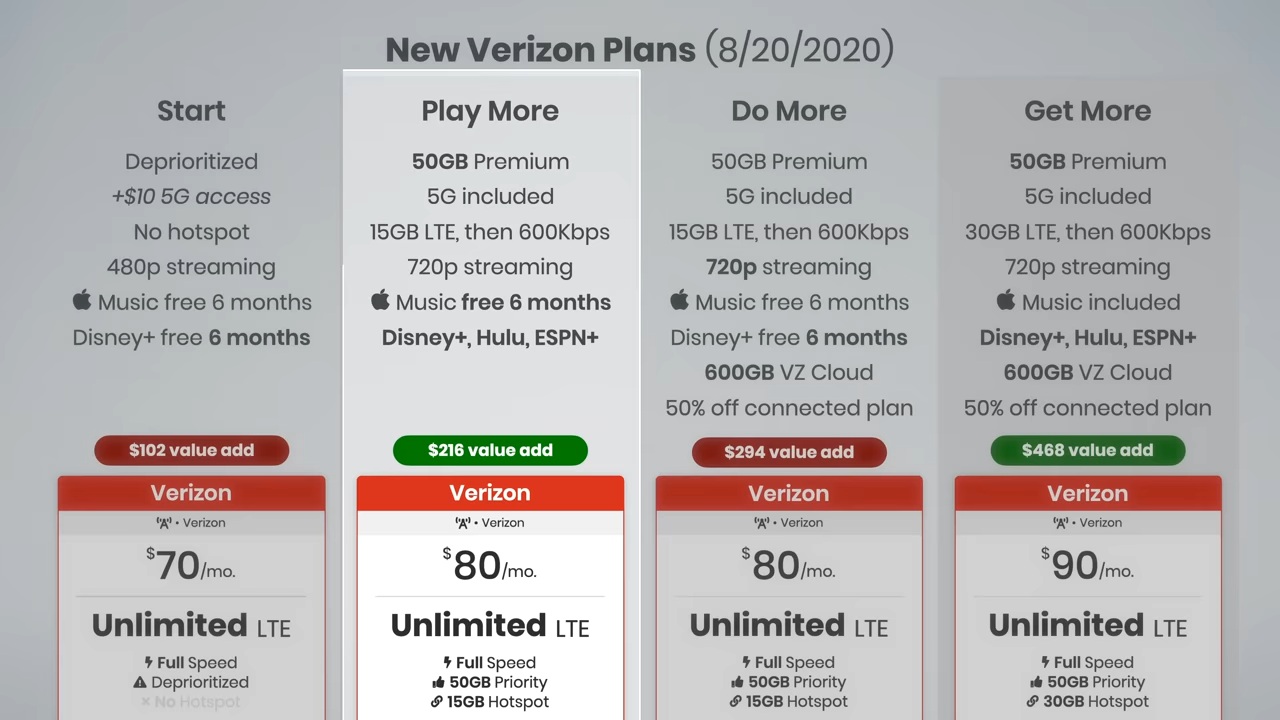 New Verizon Plans (8/20/2020)
Start
Deprioritized
+$10 5G access
No hotspot
480p streaming
Music free 6 months
Disney+ free 6 months
$102 value add
Verizon
• Verizon
$70/mo.
Unlimited LTE
Full Speed
Deprioritized
× No Hotspot
Play More
50GB Premium
5G included
15GB LTE, then 600Kbps
720p streaming
Music free 6 months
Disney+, Hulu, ESPN+
$216 value add
Verizon
• Verizon
$80/mo.
Unlimited LTE
Full Speed
50GB Priority
15GB Hotspot
Do More
50GB Premium
5G included
15GB LTE, then 600Kbps
720p streaming
Music free 6 months
Disney+ free 6 months
600GB VZ Cloud
50% off connected plan
$294 value add
Verizon
• Verizon
$80/mo.
Unlimited LTE
Full Speed
50GB Priority
15GB Hotspot
Get More
50GB Premium
5G included
30GB LTE, then 600Kbps
720p streaming
Music included
Disney+, Hulu, ESPN+
600GB VZ Cloud
50% off connected plan
$468 value add
Verizon
• Verizon
$90/mo.
Unlimited LTE
Full Speed
50GB Priority
30GB Hotspot